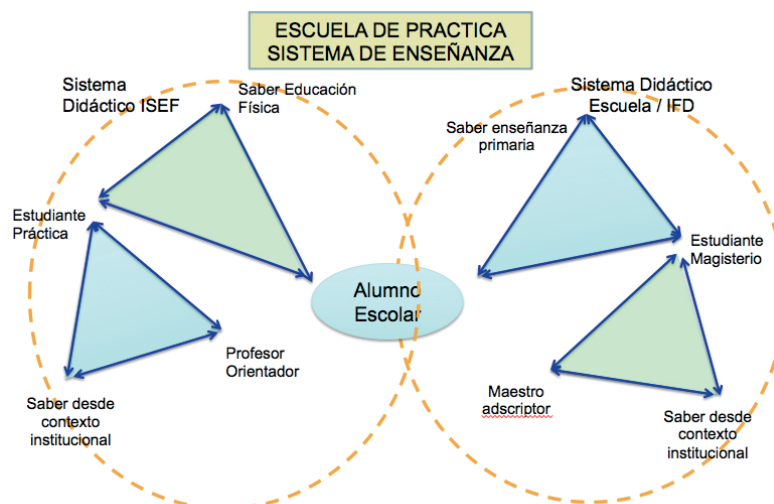 ESCUELA DE PRACTICA
SISTEMA DE ENSEÑANZA
Sistema
Didáctico ISEF
Saber Educación
Física
Sistema Didáctico
Escuela / IFD
Saber enseñanza
primaria
Estudiante
Práctica
Estudiante
Magisterio
Alumno
Escolar
Profesor
Orientador
Maestro
adscriptor
Saber desde
contexto
institucional
Saber desde
contexto
institucional